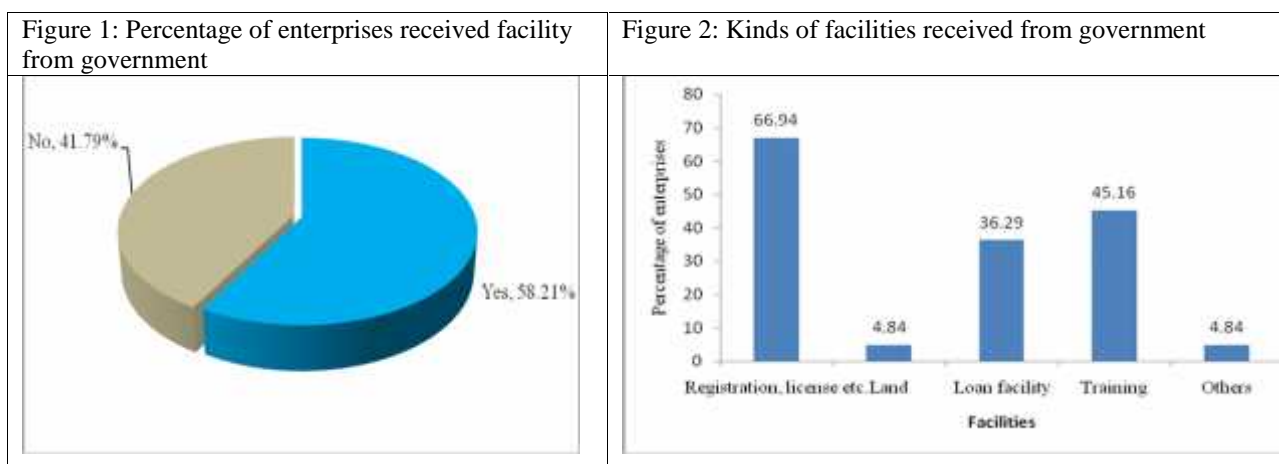 Figure 1: Percentage of enterprises received facility
from government
Figure 2: Kinds of facilities received from government
No, 41.79%
Yes, 58.21%
Percentage of enterprises
80
70
60
50
40
30
20
10
0
66.94
4.84
36.29
45.16
4.84
Registration, license etc. Land Loan facility Training Others
Facilities